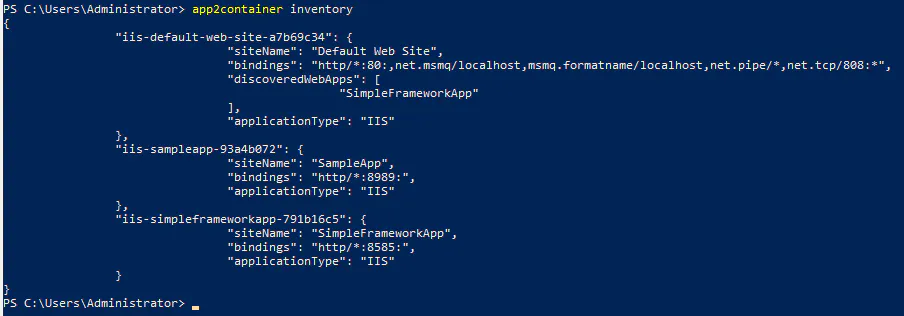 PS C:\Users\Administrator> app2container inventory
{
"iis-default-web-site-a7b69c34": {
"siteName": "Default Web Site",
"bindings": "http/*:80:,net.msmq/localhost,msmq.formatname/localhost,net.pipe/*,net.tcp/808:*",
"discoveredWebApps": [
"SimpleFrameworkApp"
],
"applicationType": "IIS"
},
"iis-sampleapp-93a4b072": {
"siteName": "SampleApp",
"bindings": "http/*:8989:",
"applicationType": "IIS"
},
"iis-simpleframeworkapp-791b16c5": {
"siteName": "SimpleFrameworkApp",
"bindings": "http/*:8585:",
"applicationType": "IIS"
}
}
PS C:\Users\Administrator> _